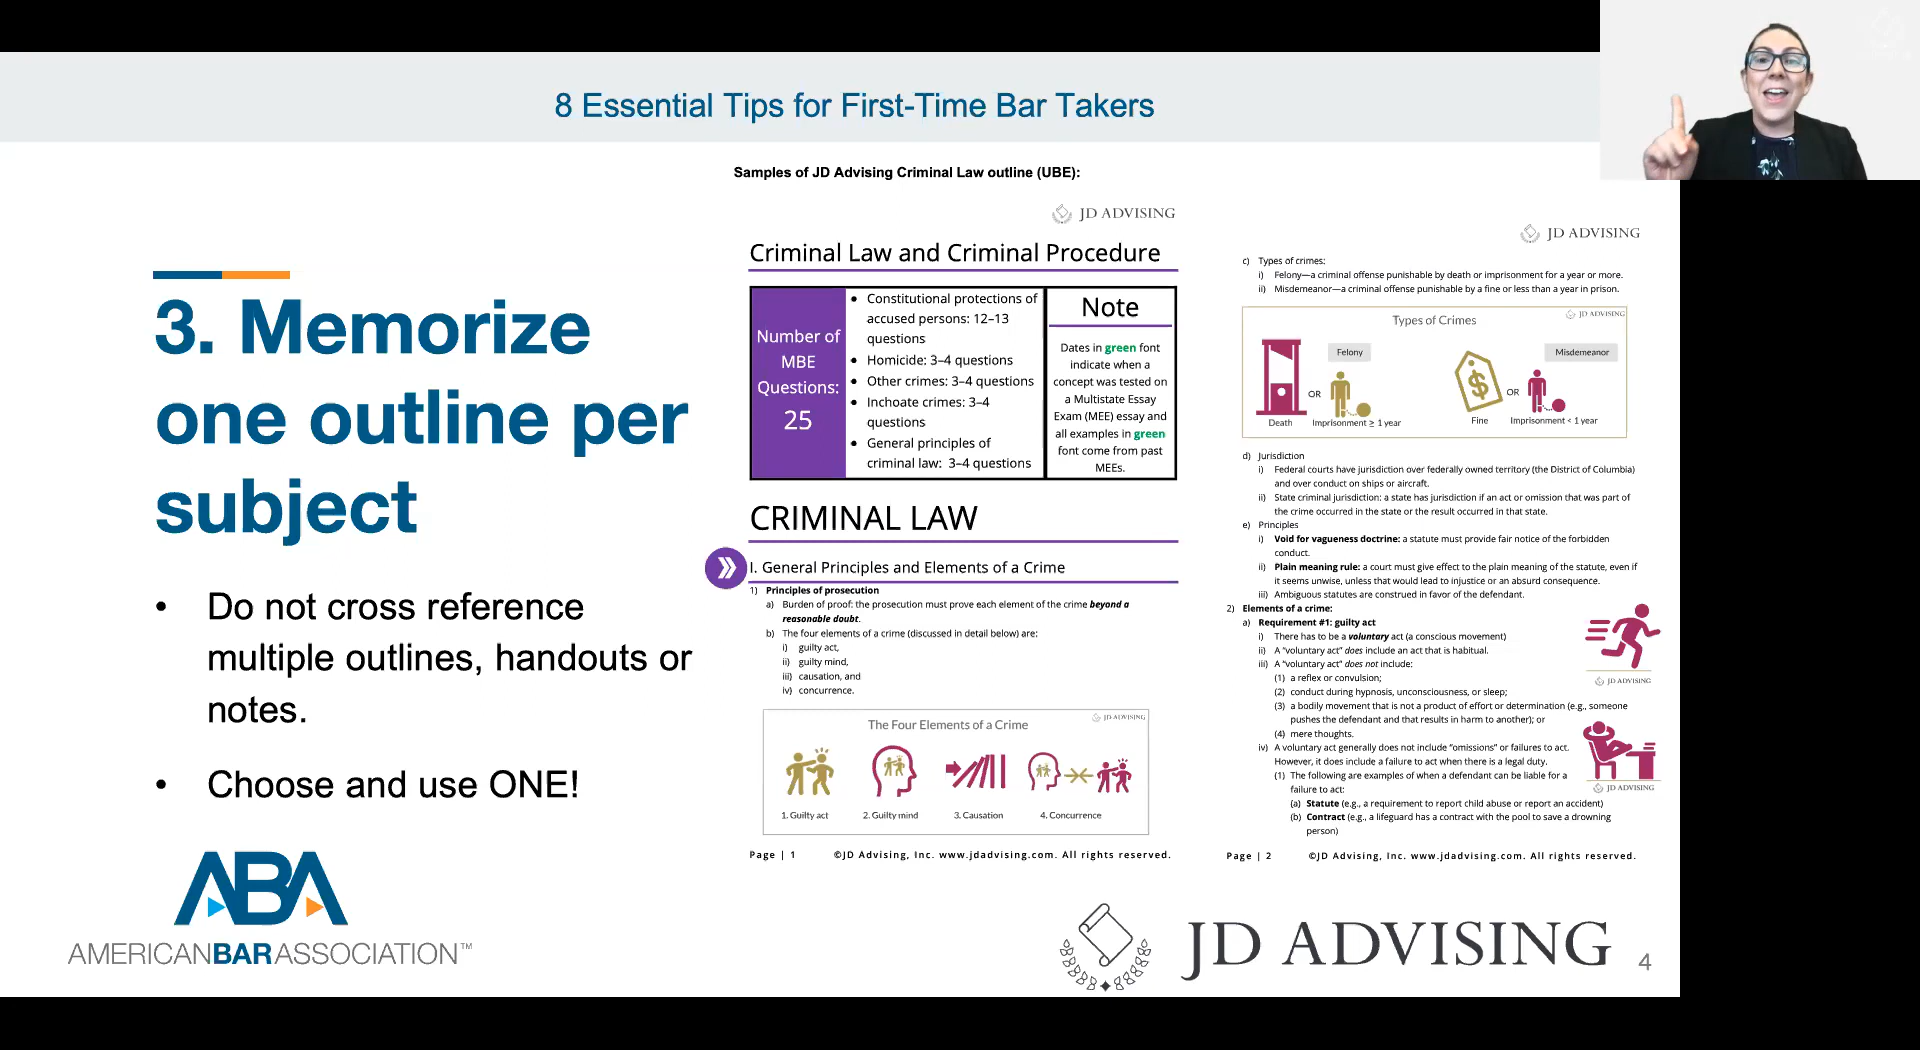 8 Essential Tips for First-Time Bar Takers
3. Memorize
one outline per
subject
• Do not cross reference
multiple outlines, handouts or
notes.
• Choose and use ONE!
ABA
AMERICANBARASSOCIATION™
Samples of JD Advising Criminal Law outline (UBE):
JD ADVISING
Criminal Law and Criminal Procedure
Number of
MBE
Questions:
25
• Constitutional protections of
accused persons: 12–13
questions
• Homicide: 3–4 questions
• Other crimes: 3–4 questions
• Inchoate crimes: 3–4
questions
• General principles of
criminal law: 3–4 questions
Note
Dates in green font
indicate when a
concept was tested on
a Multistate Essay
Exam (MEE) essay and
all examples in green
font come from past
MEEs.
CRIMINAL LAW
I. General Principles and Elements of a Crime
1) Principles of prosecution
a) Burden of proof: the prosecution must prove each element of the crime beyond a
reasonable doubt.
b) The four elements of a crime (discussed in detail below) are:
i) guilty act,
ii) guilty mind,
iii) causation, and
iv) concurrence.
JD ADVISING
The Four Elements of a Crime
1. Guilty act
2. Guilty mind
3. Causation
4. Concurrence
Page | 1 ©JD Advising, Inc. www.jdadvising.com. All rights reserved.
JD ADVISING
c) Types of crimes:
i) Felony—a criminal offense punishable by death or imprisonment for a year or more.
ii) Misdemeanor—a criminal offense punishable by a fine or less than a year in prison.
JD ADVISING
Types of Crimes
Felony
Misdemeanor
OR
OR
Death
Imprisonment ≥ 1 year
Fine
Imprisonment < 1 year
d) Jurisdiction
i) Federal courts have jurisdiction over federally owned territory (the District of Columbia)
and over conduct on ships or aircraft.
ii) State criminal jurisdiction: a state has jurisdiction if an act or omission that was part of
the crime occurred in the state or the result occurred in that state.
e) Principles
i) Void for vagueness doctrine: a statute must provide fair notice of the forbidden
conduct.
ii) Plain meaning rule: a court must give effect to the plain meaning of the statute, even if
it seems unwise, unless that would lead to injustice or an absurd consequence.
iii) Ambiguous statutes are construed in favor of the defendant.
2) Elements of a crime:
a) Requirement #1: guilty act
i) There has to be a voluntary act (a conscious movement)
ii) A "voluntary act" does include an act that is habitual.
iii) A "voluntary act" does not include:
(1) a reflex or convulsion;
(2) conduct during hypnosis, unconsciousness, or sleep;
(3) a bodily movement that is not a product of effort or determination (e.g., someone
pushes the defendant and that results in harm to another); or
(4) mere thoughts.
iv) A voluntary act generally does not include "omissions" or failures to act.
However, it does include a failure to act when there is a legal duty.
(1) The following are examples of when a defendant can be liable for a
failure to act:
(a) Statute (e.g., a requirement to report child abuse or report an accident)
(b) Contract (e.g., a lifeguard has a contract with the pool to save a drowning
person)
JD ADVISING
JD ADVISING
Page | 2 ©JD Advising, Inc. www.jdadvising.com. All rights reserved.
JD ADVISING
4